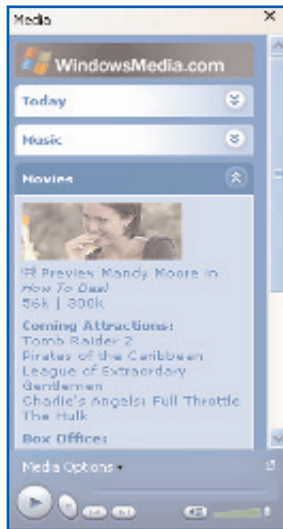 Media
WindowsMedia.com
Today
Music
Movies
Preview Mandy Moore in
How To Deal
56k | 300k
Coming Attractions:
Tomb Raider 2
Pirates of the Caribbean
League of Extraordary
Gentlemen
Charlie's Angels: Full Throttle
The Hulk
Box Office:
Media Options